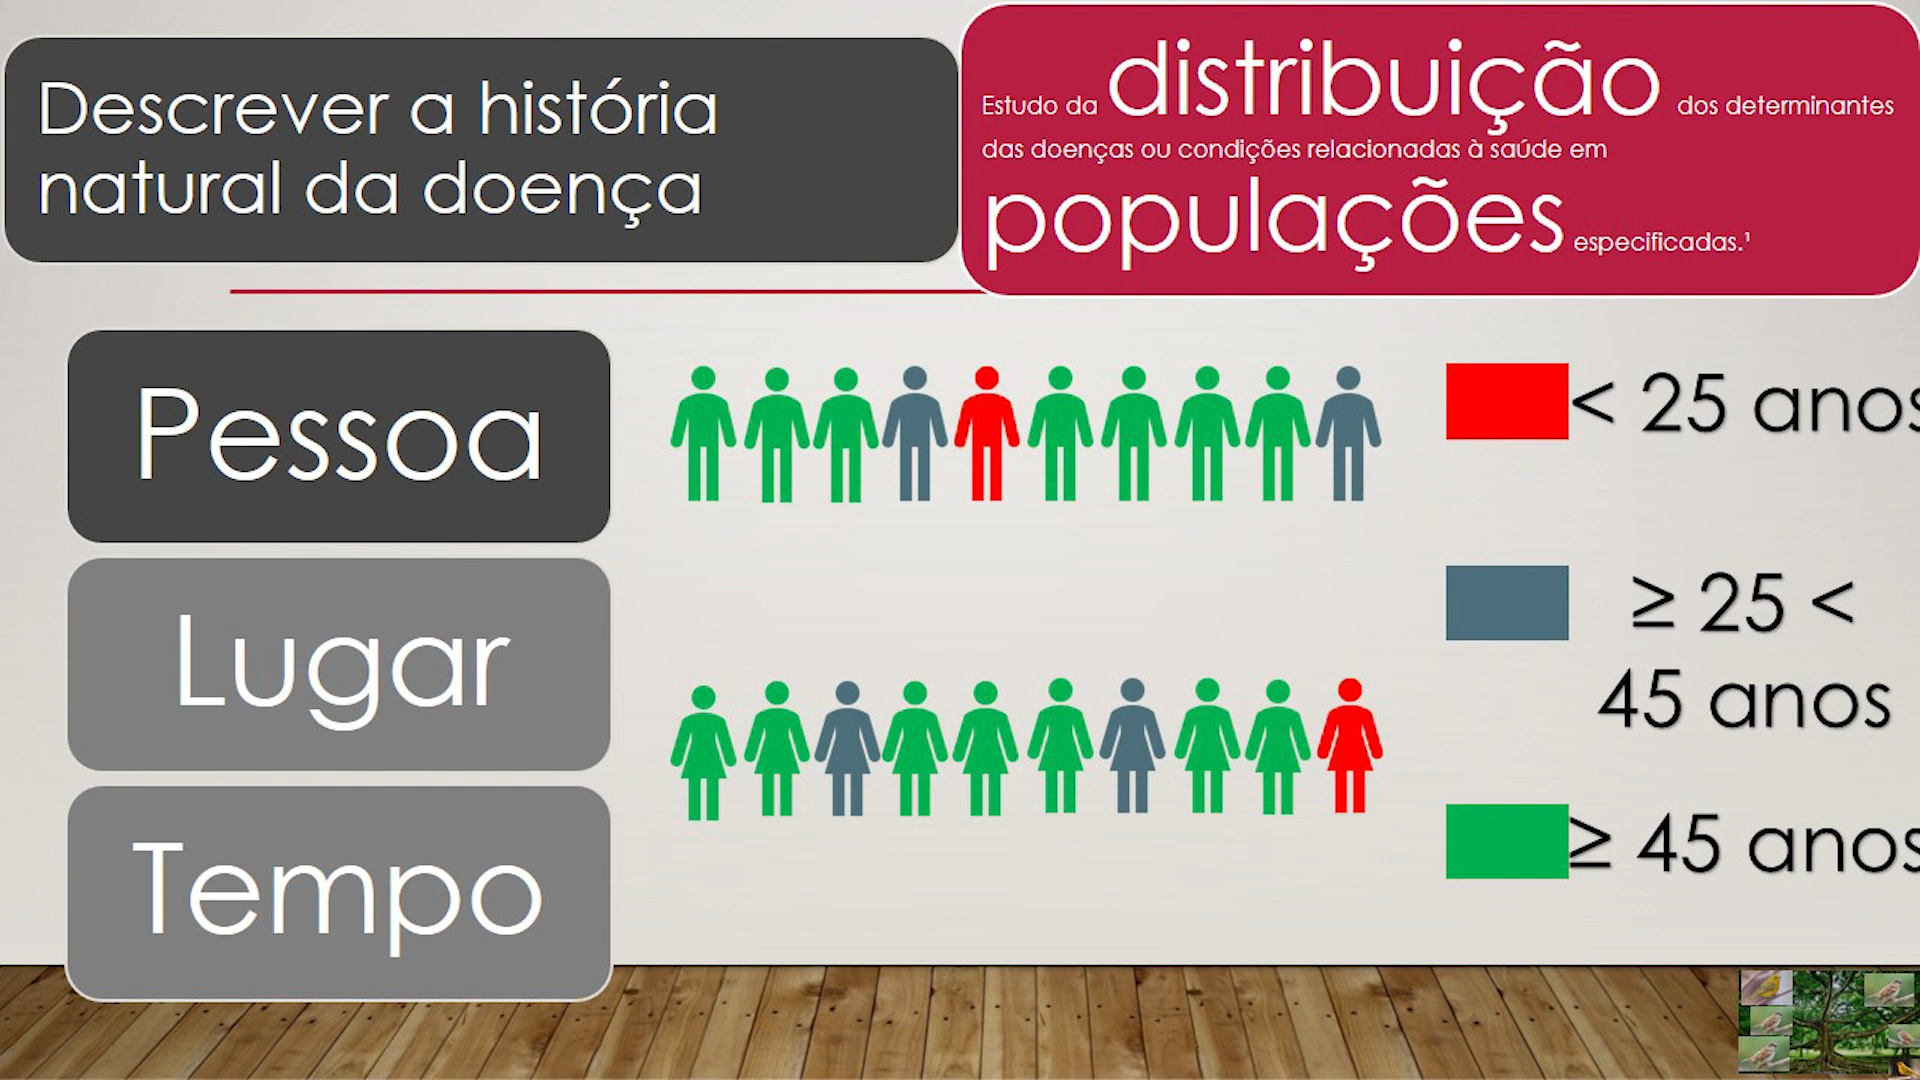 Descrever a história
natural da doença
Estudo da distribuição dos determinantes
das doenças ou condições relacionadas à saúde em
populações especificadas.¹
Pessoa
Lugar
Tempo
< 25 anos
≥ 25 <
45 anos
≥ 45 anos